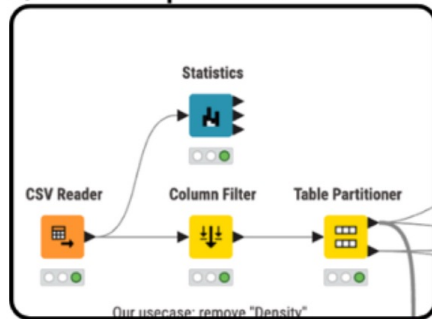 Statistics
CSV Reader
Column Filter
Table Partitioner
Our usecase: remove "Density"